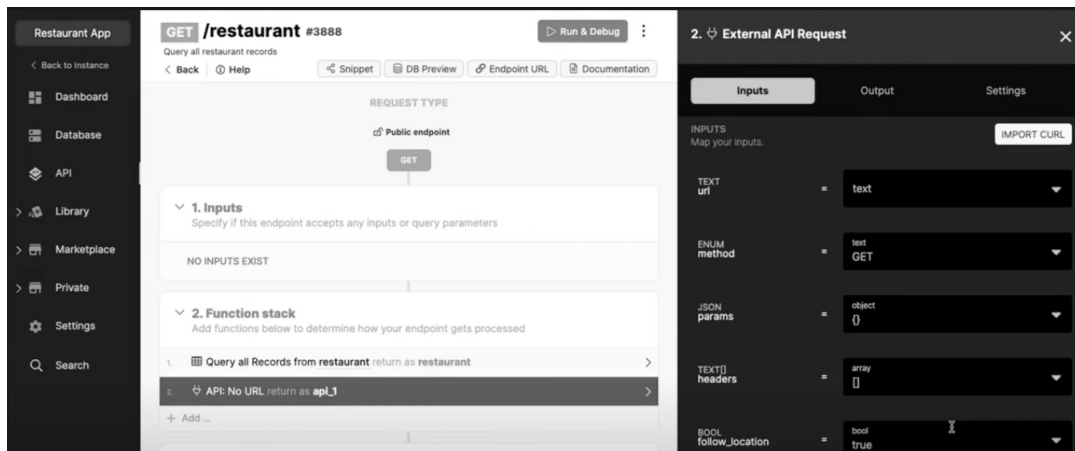 Restaurant App
Back to Instance
Dashboard
Database
API
Library
Marketplace
Private
Settings
Search
GET /restaurant #3888
Query all restaurant records
Run & Debug
Back
Help
Snippet
DB Preview
Endpoint URL
Documentation
REQUEST TYPE
Public endpoint
GET
1. Inputs
Specify if this endpoint accepts any inputs or query parameters
NO INPUTS EXIST
2. Function stack
Add functions below to determine how your endpoint gets processed
1. Query all Records from restaurant return as restaurant
2. API: No URL return as api_1
+ Add ...
2. External API Request
Inputs
Output
Settings
INPUTS
Map your inputs.
IMPORT CURL
TEXT
url = text
ENUM
method = text
GET
JSON
params = object
{}
TEXT[]
headers = array
[]
BOOL
follow_location = bool
true